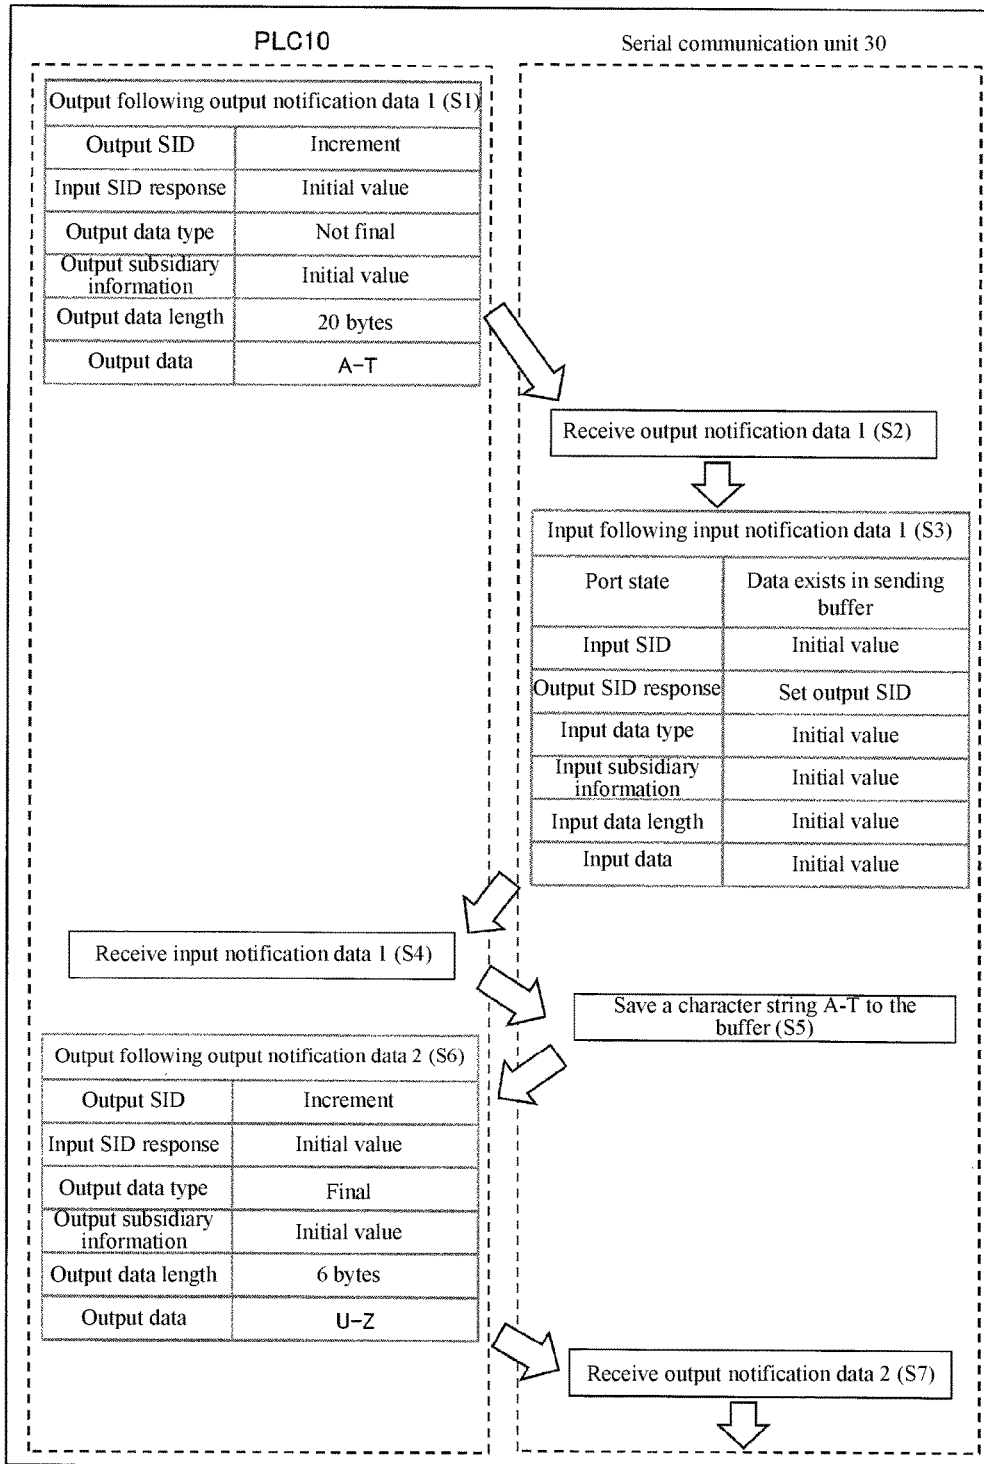 PLC10
Serial communication unit 30
Output following output notification data 1 (S1)
Output SID Increment
Input SID response Initial value
Output data type Not final
Output subsidiary
information Initial value
Output data length 20 bytes
Output data A-T
Receive output notification data 1 (S2)
Input following input notification data 1 (S3)
Port state Data exists in sending
buffer
Input SID Initial value
Output SID response Set output SID
Input data type Initial value
Input subsidiary
information Initial value
Input data length Initial value
Input data Initial value
Receive input notification data 1 (S4)
Save a character string A-T to the
buffer (S5)
Output following output notification data 2 (S6)
Output SID Increment
Input SID response Initial value
Output data type Final
Output subsidiary
information Initial value
Output data length 6 bytes
Output data U-Z
Receive output notification data 2 (S7)